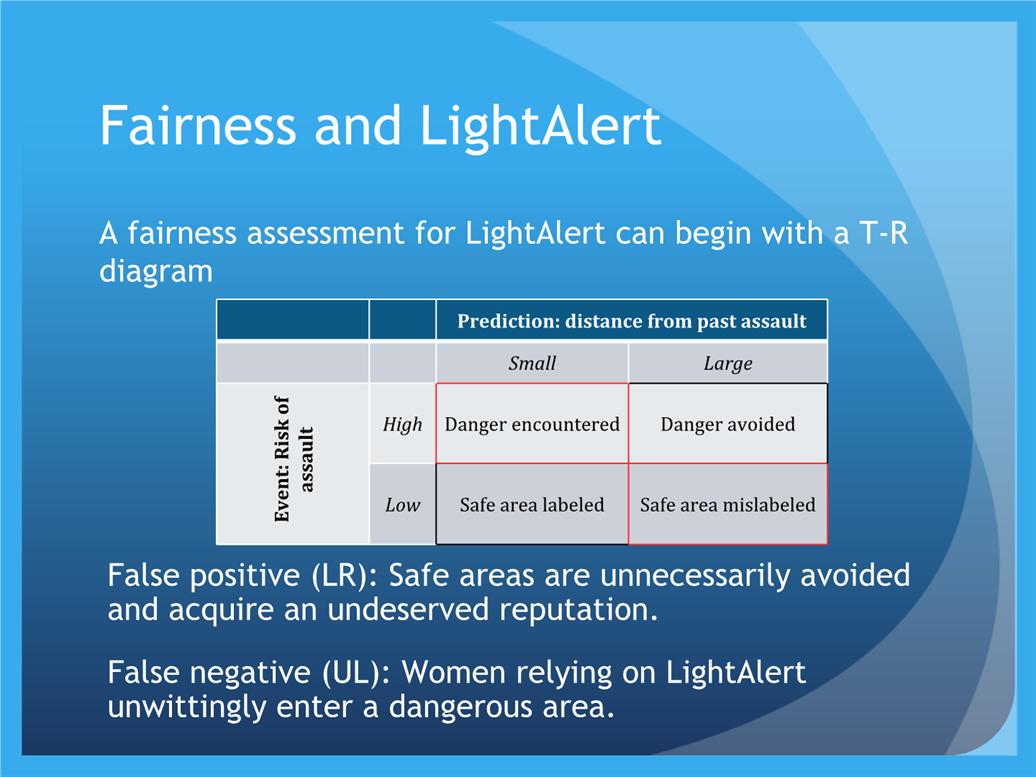 Fairness and LightAlert
A fairness assessment for LightAlert can begin with a T-R
diagram
Prediction: distance from past assault
Small
Large
Event: Risk of
assault
High
Danger encountered
Danger avoided
Low
Safe area labeled
Safe area mislabeled
False positive (LR): Safe areas are unnecessarily avoided
and acquire an undeserved reputation.
False negative (UL): Women relying on LightAlert
unwittingly enter a dangerous area.